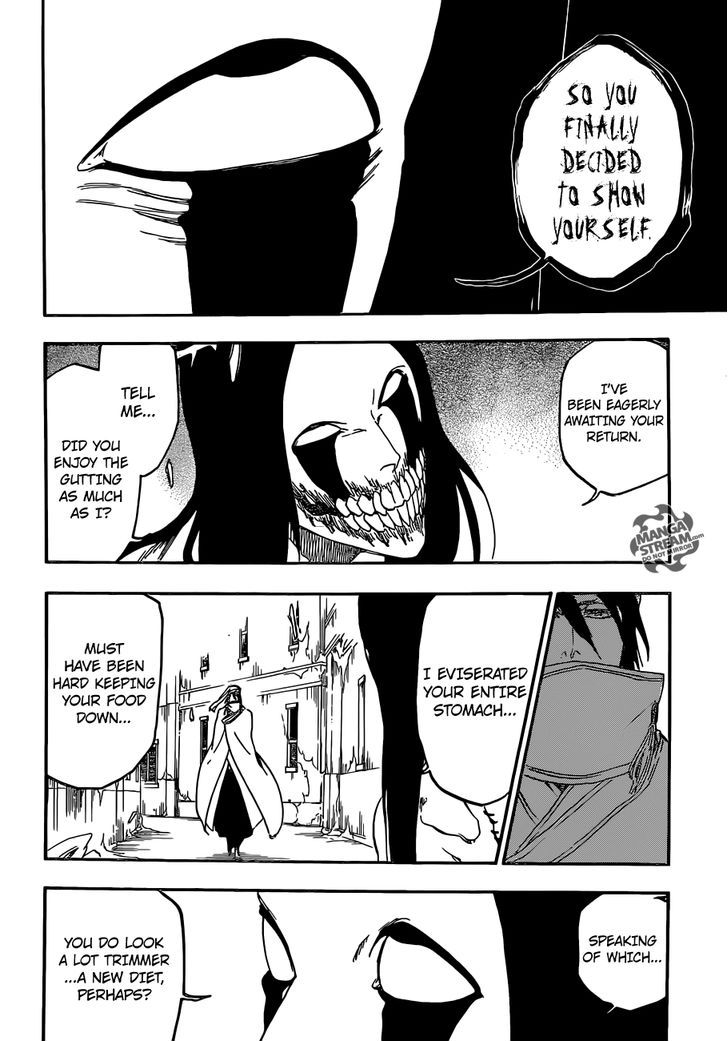 SO YOU
FINALLY
DECIDED
TO SHOW
YOURSELF.
I'VE
BEEN EAGERLY
AWAITING YOUR
RETURN.
TELL
ME...
DID YOU
ENJOY THE
GUTTING
AS MUCH
AS I?
MANGA
STREAM.com
DO NOT MIRROR
I EVISERATED
YOUR ENTIRE
STOMACH...
MUST
HAVE BEEN
HARD KEEPING
YOUR FOOD
DOWN...
SPEAKING
OF WHICH...
YOU DO LOOK
A LOT TRIMMER
...A NEW DIET,
PERHAPS?